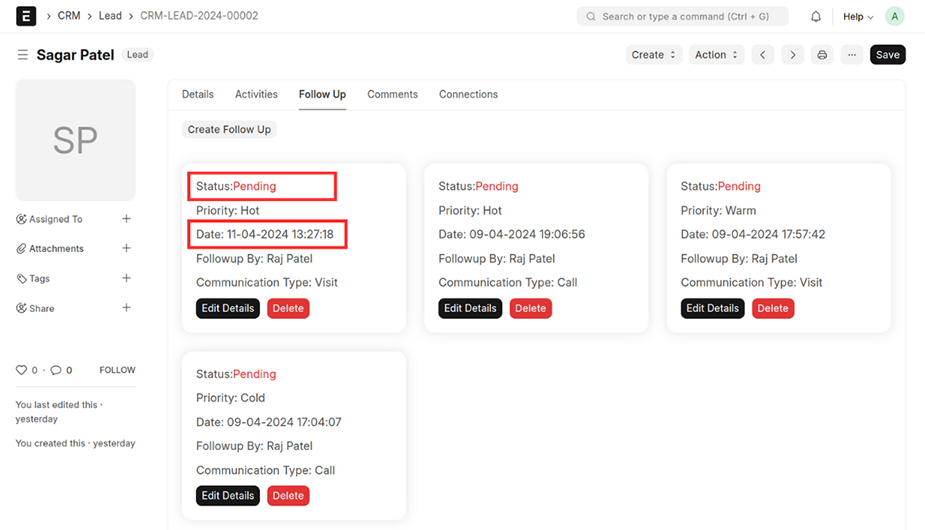 E CRM Lead CRM-LEAD-2024-00002 Search or type a command (Ctrl + G) Help A
Sagar Patel Lead Create Action ... Save
SP
Assigned To +
Attachments +
Tags +
Share +
0 · 0 FOLLOW
You last edited this ·
yesterday
You created this · yesterday
Details Activities Follow Up Comments Connections
Create Follow Up
Status:Pending
Priority: Hot
Date: 11-04-2024 13:27:18
Followup By: Raj Patel
Communication Type: Visit
Edit Details Delete
Status:Pending
Priority: Hot
Date: 09-04-2024 19:06:56
Followup By: Raj Patel
Communication Type: Call
Edit Details Delete
Status:Pending
Priority: Warm
Date: 09-04-2024 17:57:42
Followup By: Raj Patel
Communication Type: Visit
Edit Details Delete
Status:Pending
Priority: Cold
Date: 09-04-2024 17:04:07
Followup By: Raj Patel
Communication Type: Call
Edit Details Delete